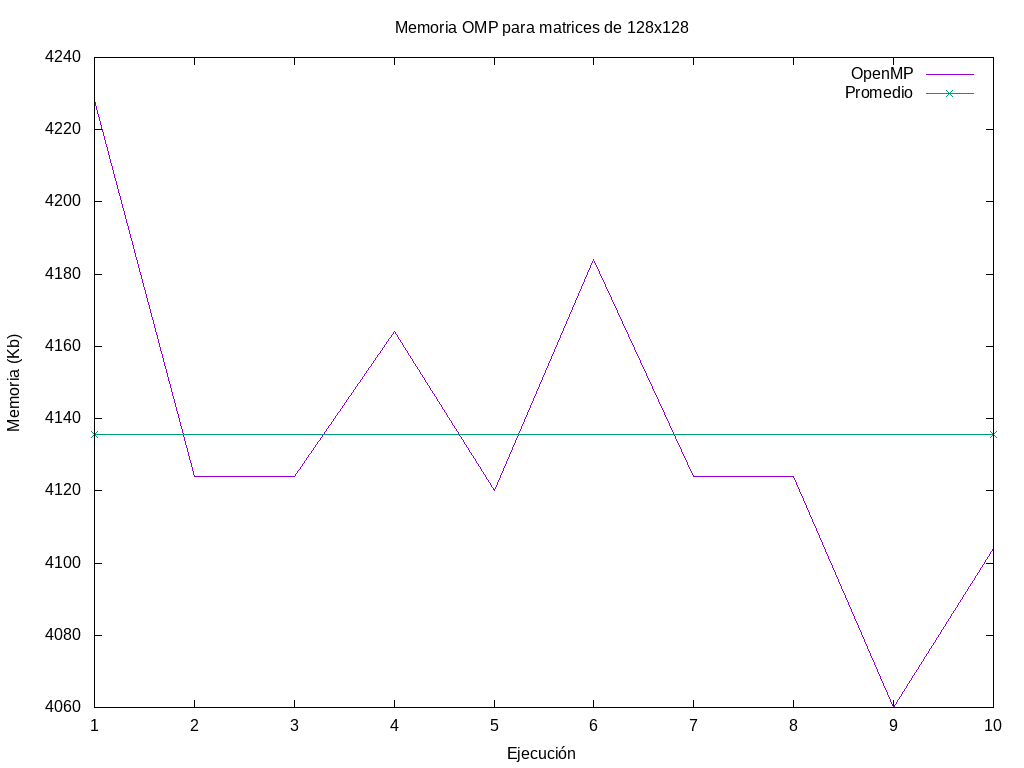 Memoria OMP para matrices de 128x128
4240
4220
4200
4180
4160
4140
4120
4100
4080
4060
OpenMP
Promedio
Memoria (Kb)
1 2 3 4 5 6 7 8 9 10
Ejecución